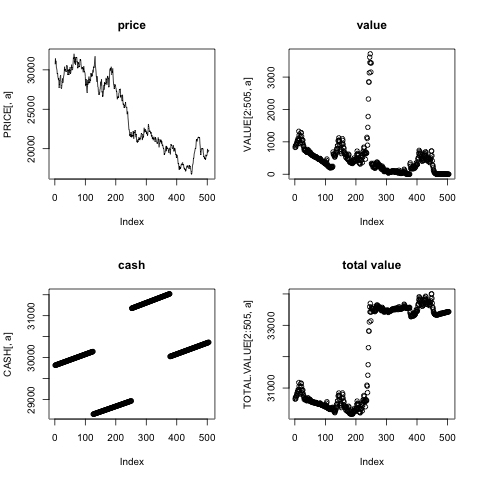 price
PRICE[, a]
20000 25000 30000
0 100 200 300 400 500
Index
value
VALUE[2:505, a]
0 1000 2000 3000
0 100 200 300 400 500
Index
cash
CASH[, a]
29000 30000 31000
0 100 200 300 400 500
Index
total value
TOTAL.VALUE[2:505, a]
31000 33000
0 100 200 300 400 500
Index